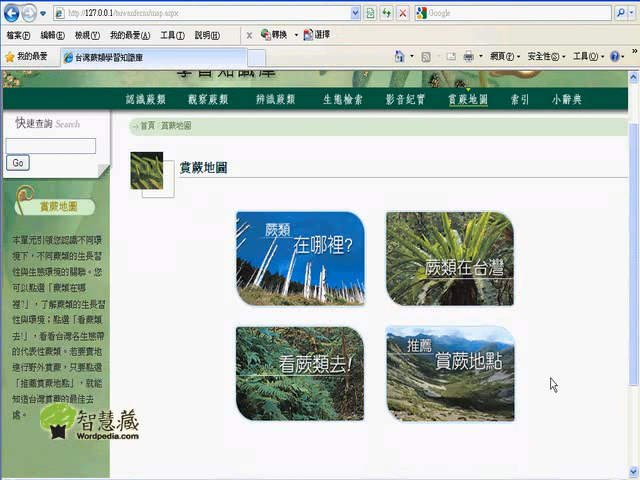 http://127.0.0.1/taiwanferns/map.aspx
Google
檔案(F) 編輯(E) 檢視(V) 我的最愛(A) 工具(T) 說明(H) x 轉換 選擇
我的最愛 台灣蕨類學習知識庫 網頁(P) 安全性(S) 工具(O)
學習知識庫
認識蕨類 觀察蕨類 辨識蕨類 生態檢索 影音紀實 賞蕨地圖 索引 小辭典
快速查詢 Search
首頁 / 賞蕨地圖
Go
賞蕨地圖
賞蕨地圖
本單元引領您認識不同環
境下,不同蕨類的生長習
性與生態環境的關聯。您
可以點選「蕨類在哪
裡?」,了解蕨類的生長習
性與環境;點選「看蕨類
去!」,看看台灣各生態帶
的代表性蕨類。若要實地
進行野外賞蕨,只要點選
「推薦賞蕨地點」,就能
知道台灣賞蕨的最佳去
處。
蕨類
在哪裡?
蕨類在台灣
看蕨類去!
推薦
賞蕨地點
智慧藏
Wordpedia.com